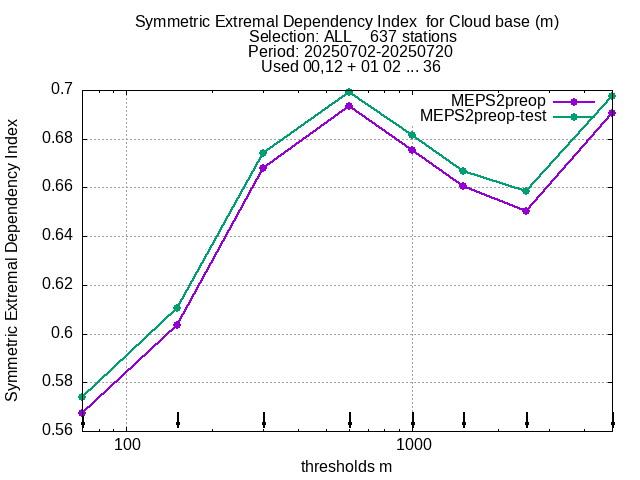 Symmetric Extremal Dependency Index  for Cloud base (m)
Selection: ALL    637 stations
Period: 20250702-20250720
Used 00,12 + 01 02 ... 36
MEPS2preop
MEPS2preop-test
Symmetric Extremal Dependency Index
0.7
0.68
0.66
0.64
0.62
0.6
0.58
0.56
100
1000
thresholds m